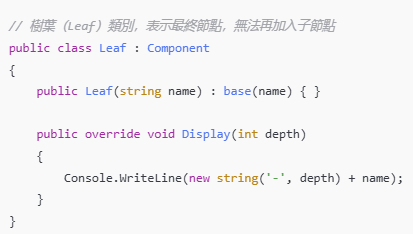 // 樹葉 (Leaf) 類別，表示最終節點，無法再加入子節點
public class Leaf : Component
{
    public Leaf(string name) : base(name) { }

    public override void Display(int depth)
    {
        Console.WriteLine(new string('-', depth) + name);
    }
}